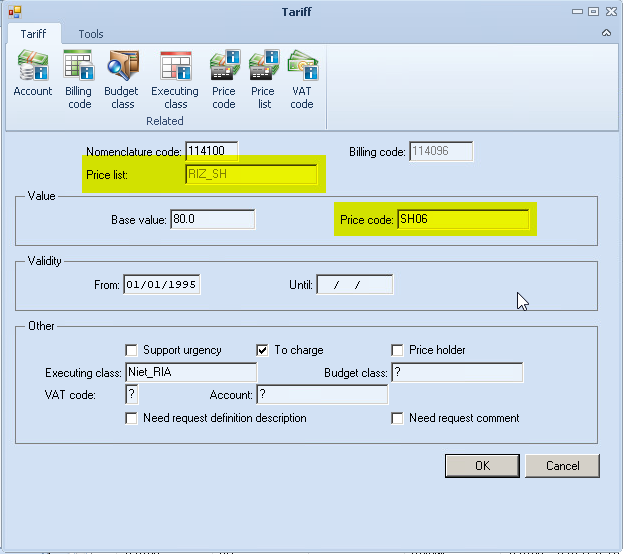 Tariff
Tariff Tools
Account Billing code Budget class Executing class Price code Price list VAT code
Related
Nomenclature code: 114100 Billing code: 114096
Price list: RIZ_SH
Value
Base value: 80.0 Price code: SH06
Validity
From: 01/01/1995 Until: / /
Other
Support urgency To charge Price holder
Executing class: Niet_RIA Budget class: ?
VAT code: ? Account: ?
Need request definition description Need request comment
OK Cancel